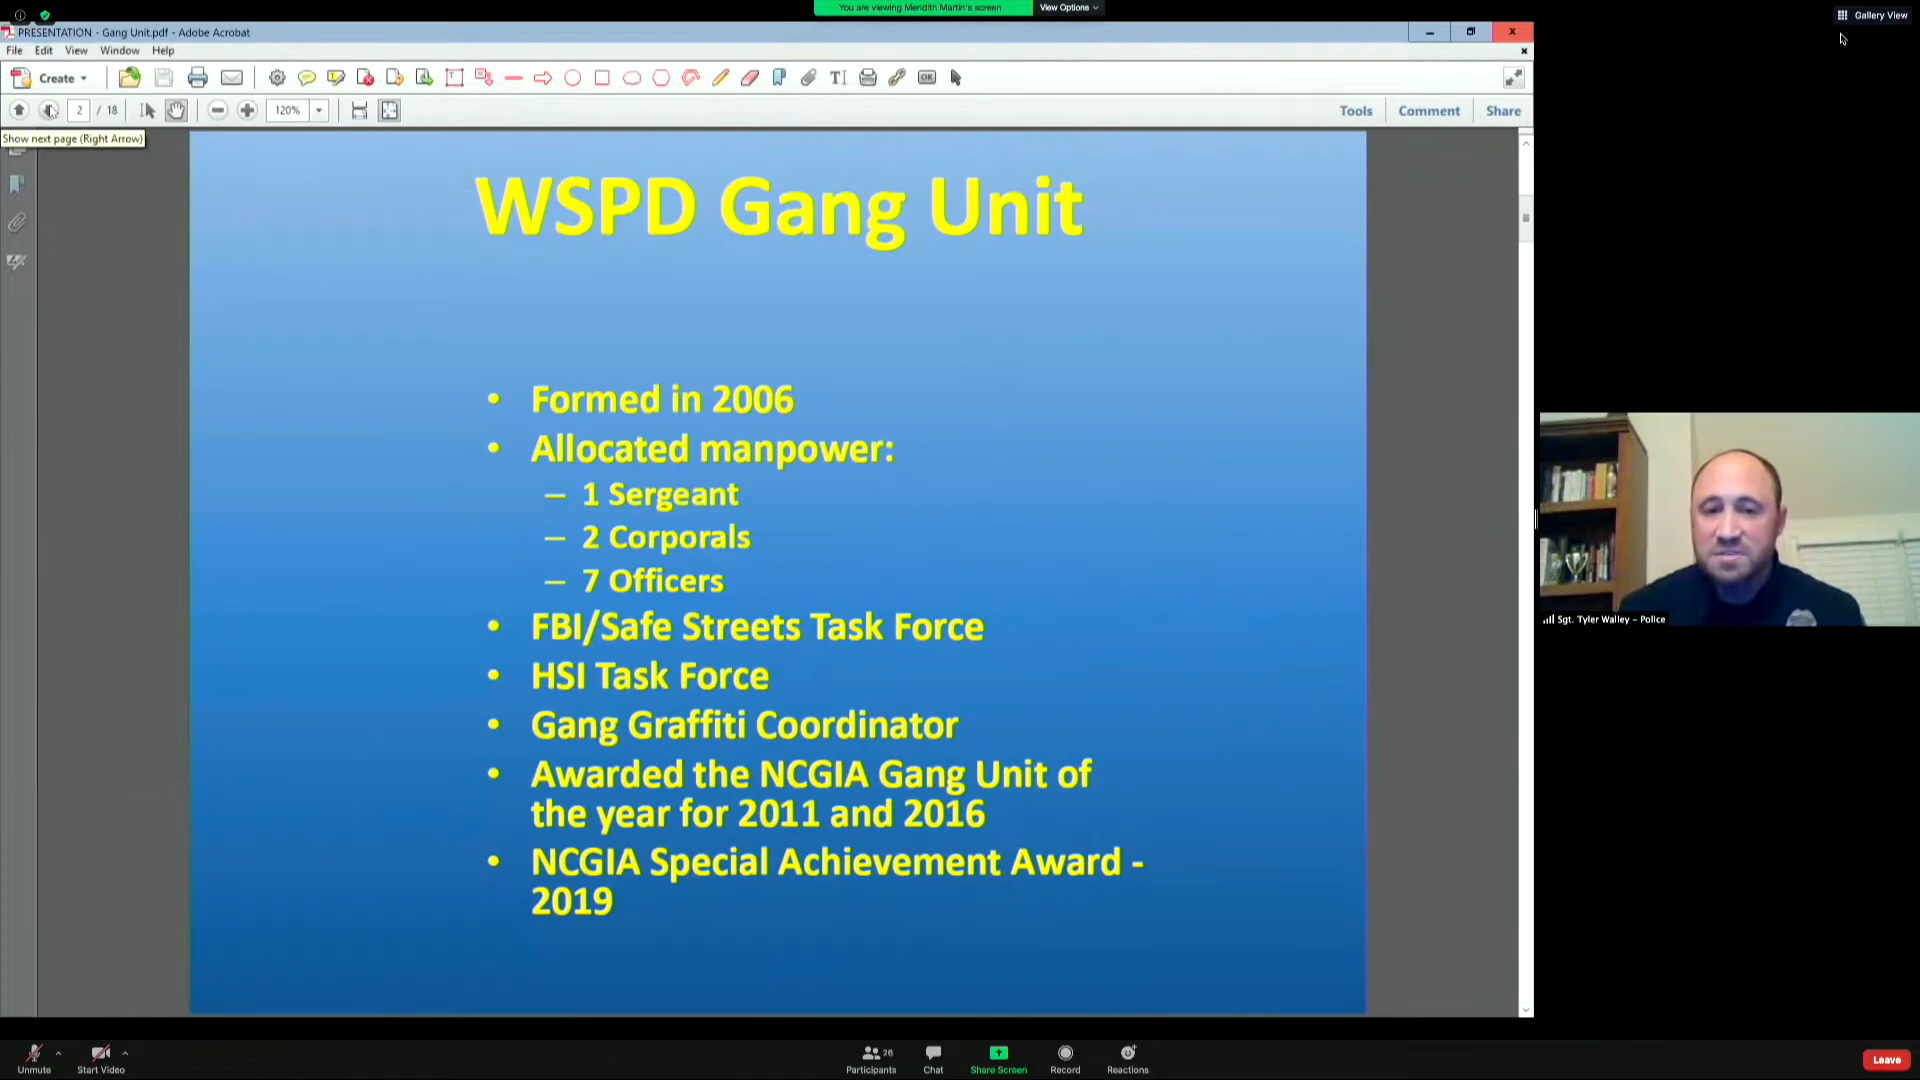 You are viewing Meridith Martin's screen
View Options
Gallery View
PRESENTATION - Gang Unit.pdf - Adobe Acrobat
File Edit View Window Help
Create
OK
2 / 18
120%
Tools Comment Share
Show next page (Right Arrow)
WSPD Gang Unit
• Formed in 2006
• Allocated manpower:
– 1 Sergeant
– 2 Corporals
– 7 Officers
• FBI/Safe Streets Task Force
• HSI Task Force
• Gang Graffiti Coordinator
• Awarded the NCGIA Gang Unit of
the year for 2011 and 2016
• NCGIA Special Achievement Award -
2019
Sgt. Tyler Walley – Police
Unmute
Start Video
26
Participants
Chat
Share Screen
Record
Reactions
Leave